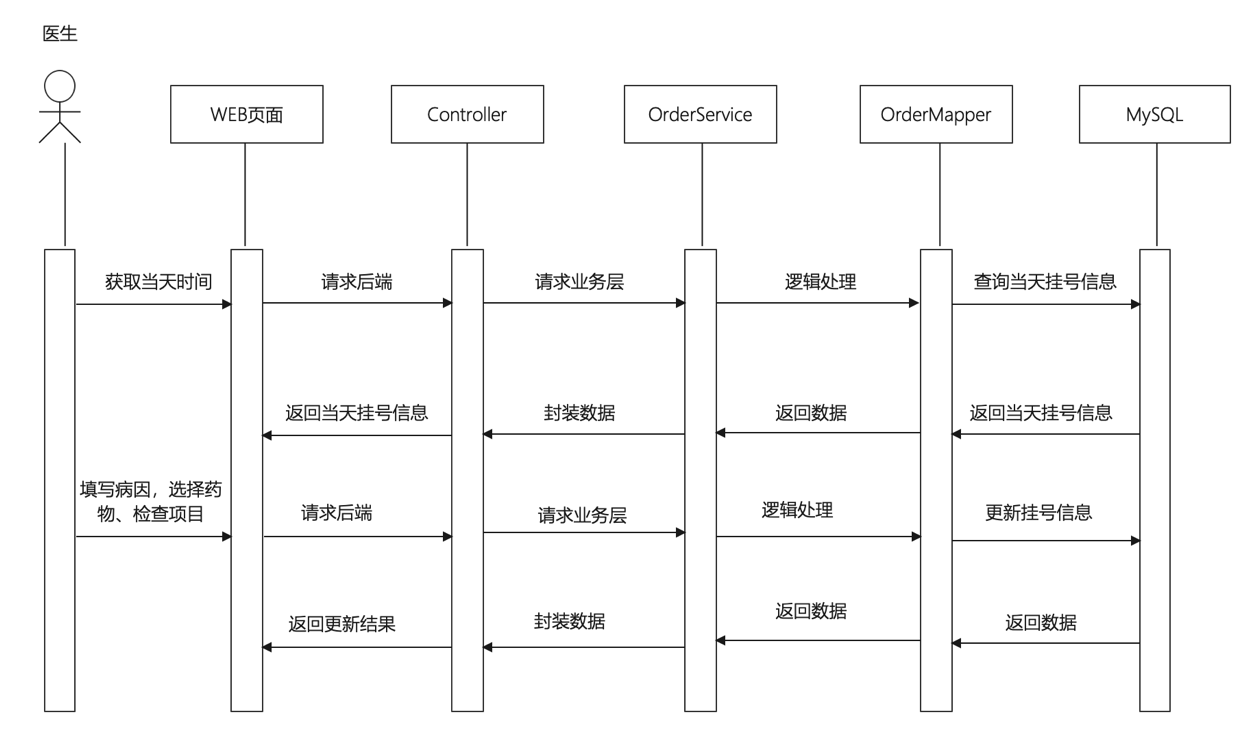 医生
WEB页面
Controller
OrderService
OrderMapper
MySQL
获取当天时间
请求后端
请求业务层
逻辑处理
查询当天挂号信息
返回当天挂号信息
封装数据
返回数据
返回当天挂号信息
填写病因，选择药
物、检查项目
请求后端
请求业务层
逻辑处理
更新挂号信息
返回更新结果
封装数据
返回数据
返回数据